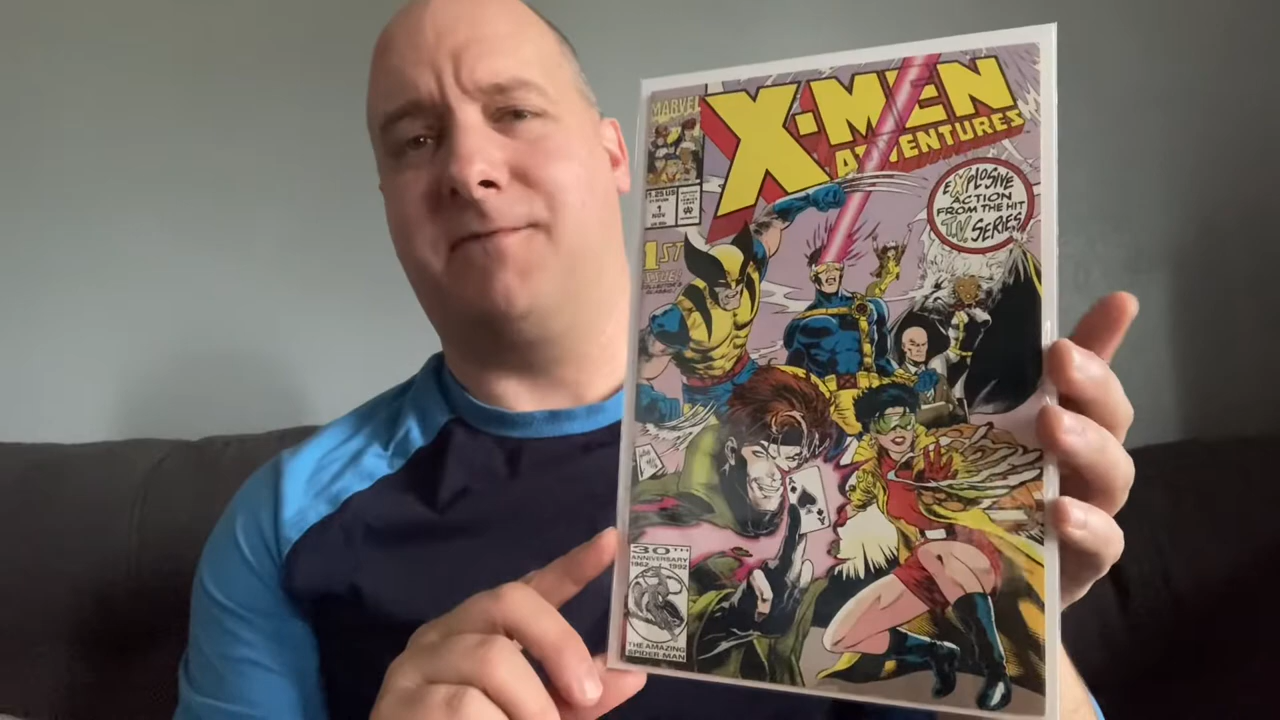 MARVEL
X-MEN
ADVENTURES
$1.25 US
1
NOV
EXPLOSIVE
ACTION
FROM THE HIT
T.V. SERIES!
1ST
ISSUE!
COLLECTOR'S
A
30TH
ANNIVERSARY
1962 1992
THE AMAZING
SPIDER-MAN